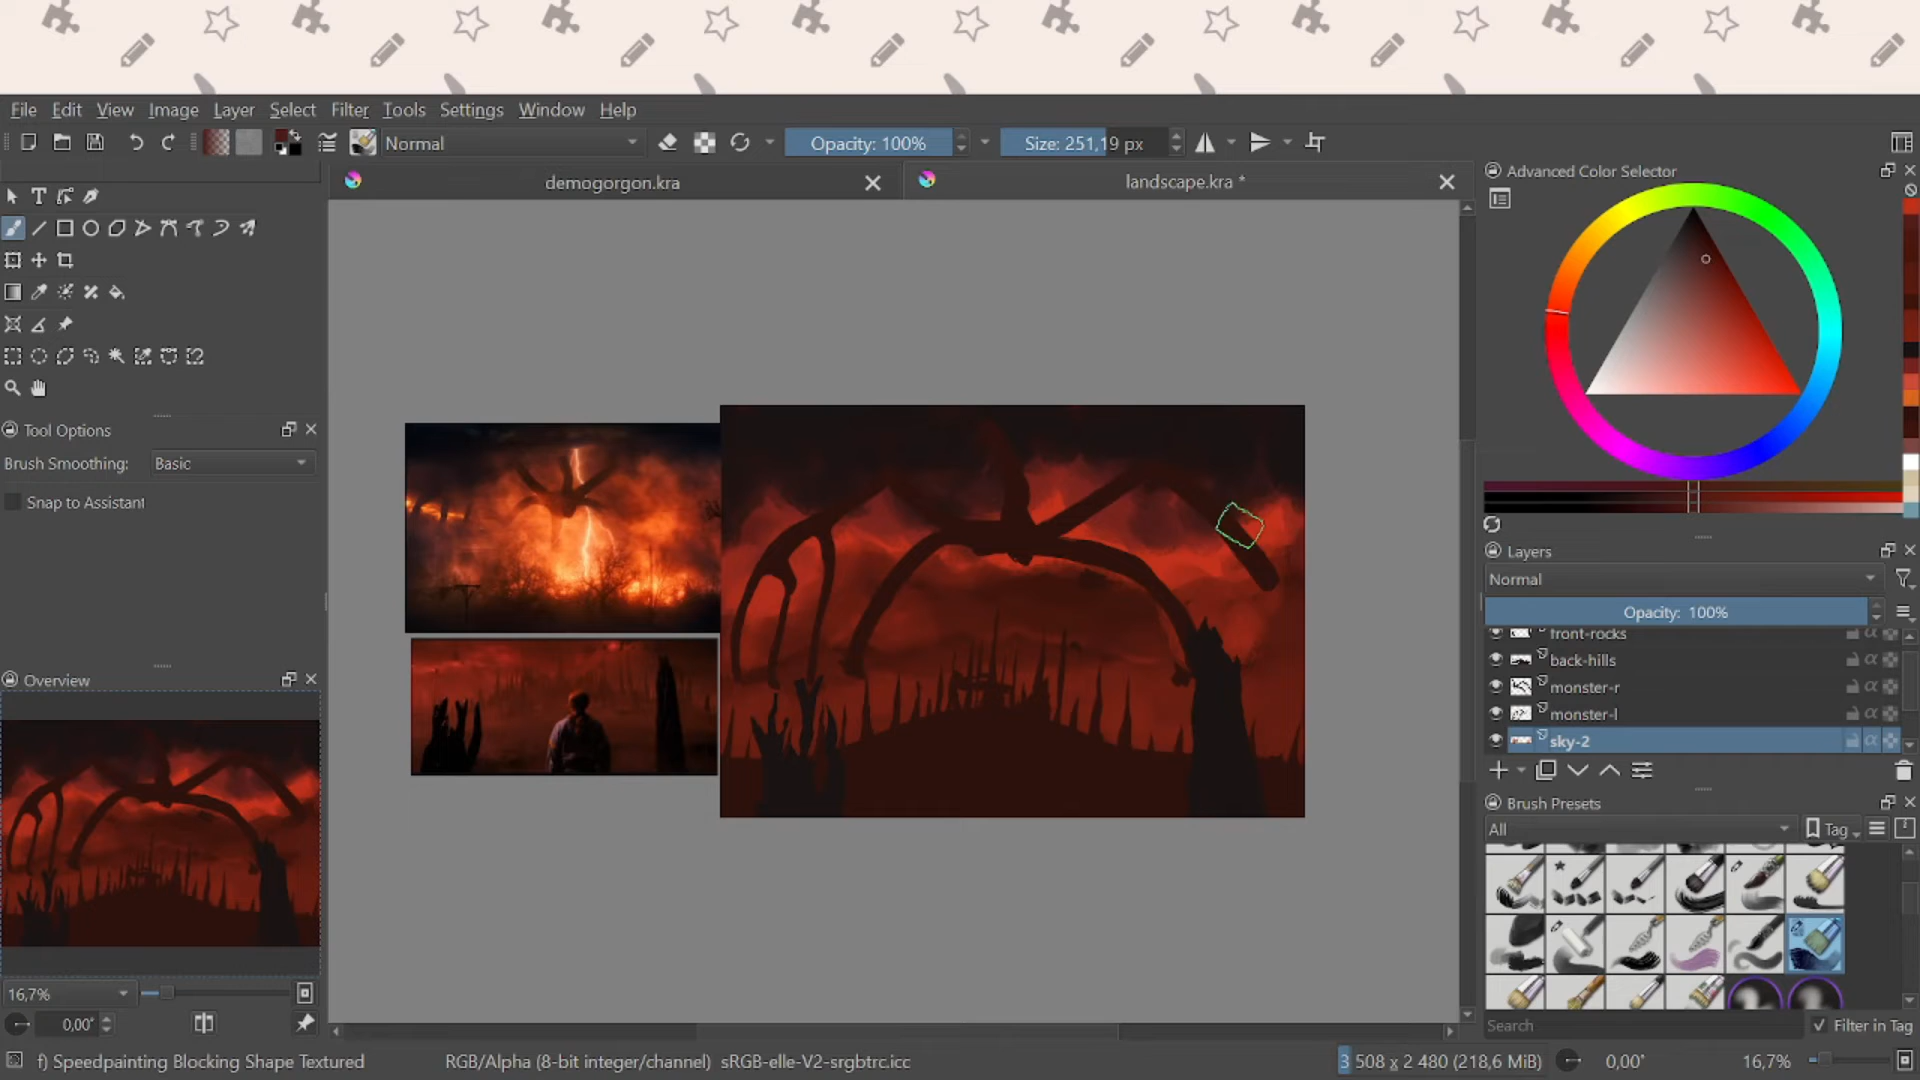 File Edit View Image Layer Select Filter Tools Settings Window Help
Normal
Opacity: 100%
Size: 251,19 px
demogorgon.kra
landscape.kra *
Advanced Color Selector
Tool Options
Brush Smoothing: Basic
Snap to Assistant
Layers
Normal
Opacity: 100%
front-rocks
back-hills
monster-r
monster-l
sky-2
Overview
Brush Presets
All
Tag
16,7%
0,00°
Search
Filter in Tag
f) Speedpainting Blocking Shape Textured
RGB/Alpha (8-bit integer/channel) sRGB-elle-V2-srgbtrc.icc
3 508 x 2 480 (218,6 MiB)
0,00°
16,7%